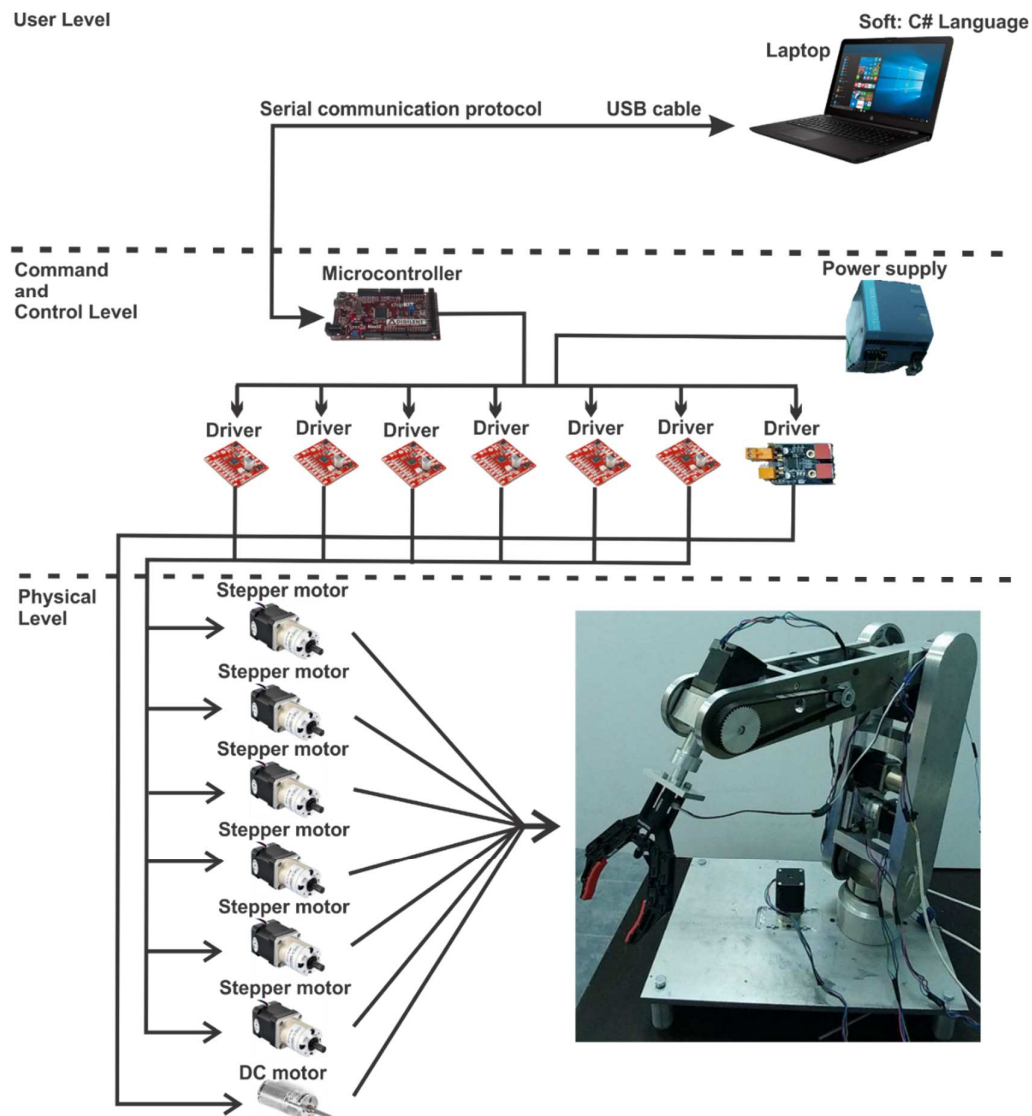 User Level
Soft: C# Language
Laptop
Serial communication protocol
USB cable
Command
and
Control Level
Microcontroller
Power supply
Driver
Driver
Driver
Driver
Driver
Driver
Driver
Physical
Level
Stepper motor
Stepper motor
Stepper motor
Stepper motor
Stepper motor
Stepper motor
DC motor